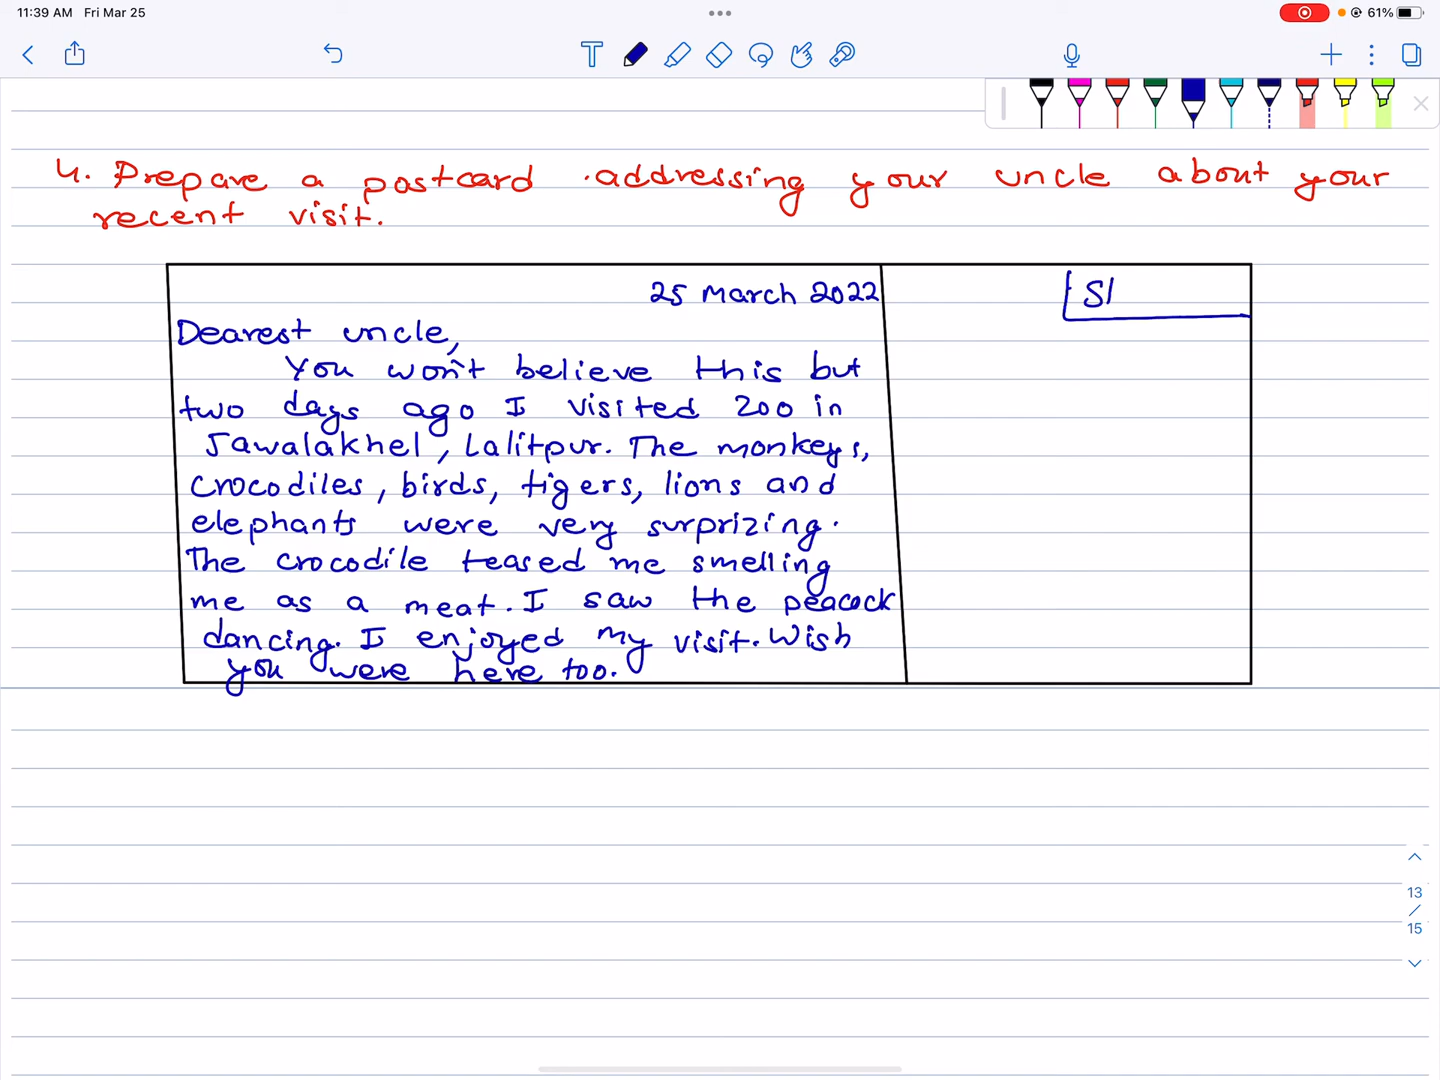 11:39 AM Fri Mar 25
61%
4. Prepare a postcard addressing your uncle about your
recent visit.
25 March 2022
SI
Dearest uncle,
You won't believe this but
two days ago I visited zoo in
Jawalakhel, Lalitpur. The monkeys,
crocodiles, birds, tigers, lions and
elephants were very surprizing.
The crocodile teased me smelling
me as a meat. I saw the peacock
dancing. I enjoyed my visit. Wish
you were here too.
13
/
15